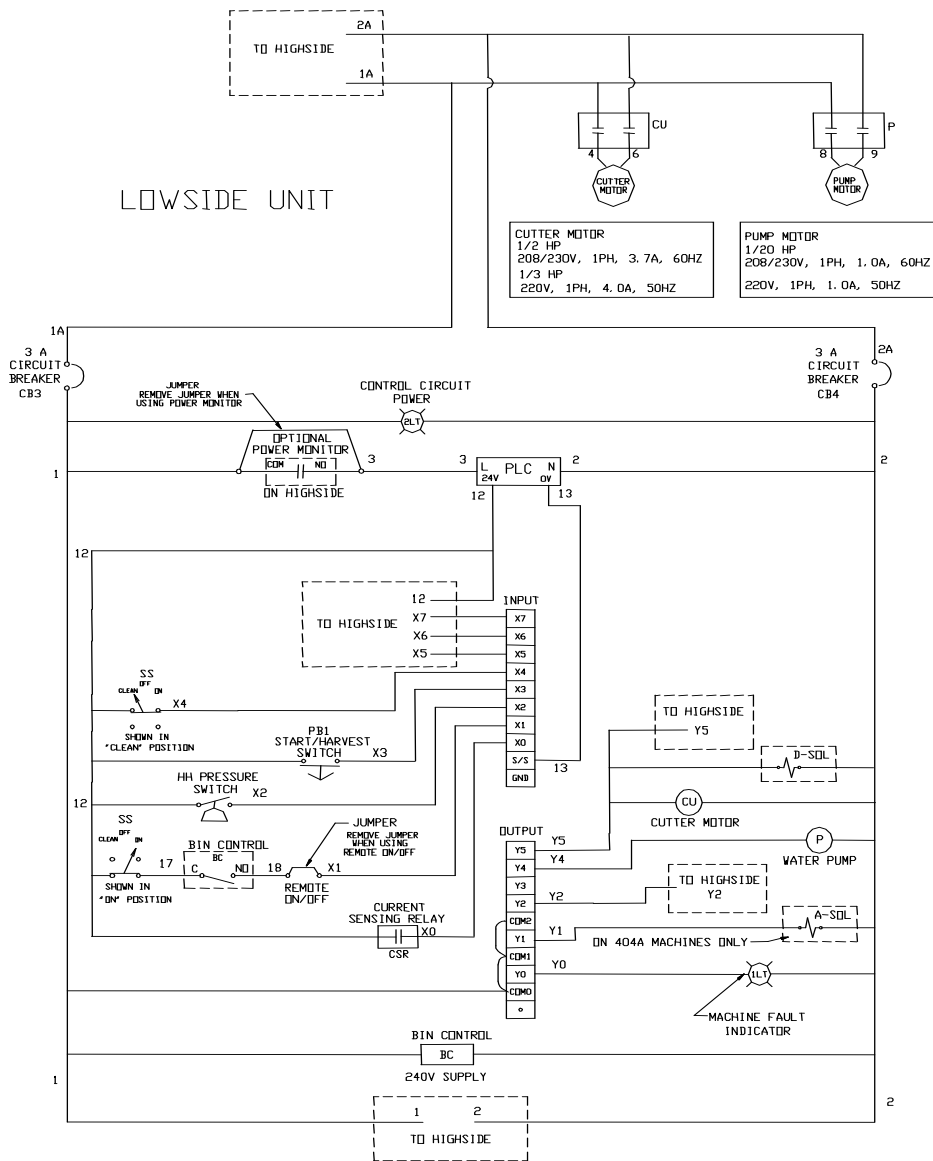 2A
TO HIGHSIDE
1A
CU
P
4 6
8 9
CUTTER
MOTOR
PUMP
MOTOR
LOWSIDE UNIT
CUTTER MOTOR
1/2 HP
208/230V, 1PH, 3.7A, 60HZ
1/3 HP
220V, 1PH, 4.0A, 50HZ
PUMP MOTOR
1/20 HP
208/230V, 1PH, 1.0A, 60HZ
220V, 1PH, 1.0A, 50HZ
1A
3 A
CIRCUIT
BREAKER
CB3
2A
3 A
CIRCUIT
BREAKER
CB4
JUMPER
REMOVE JUMPER WHEN
USING POWER MONITOR
CONTROL CIRCUIT
POWER
2LT
OPTIONAL
POWER MONITOR
COM NO
ON HIGHSIDE
1
3
3
L PLC N
24V 0V
2
2
12
13
12
TO HIGHSIDE
12
X7
X6
X5
INPUT
X7
X6
X5
X4
X3
X2
X1
X0
S/S
GND
13
SS
OFF
CLEAN ON
X4
SHOWN IN
"CLEAN" POSITION
PB1
START/HARVEST
SWITCH
X3
HH PRESSURE
SWITCH
X2
12
SS
OFF
CLEAN ON
17
SHOWN IN
"ON" POSITION
BIN CONTROL
BC
C NO
18
JUMPER
REMOVE JUMPER
WHEN USING
REMOTE ON/OFF
X1
REMOTE
ON/OFF
CURRENT
SENSING RELAY
X0
CSR
TO HIGHSIDE
Y5
D-SOL
CU
CUTTER MOTOR
OUTPUT
Y5
Y4
Y3
Y2
COM2
Y1
COM1
Y0
COM0
Y5
Y4
P
WATER PUMP
Y2
TO HIGHSIDE
Y2
Y1
A-SOL
ON 404A MACHINES ONLY
Y0
1LT
MACHINE FAULT
INDICATOR
BIN CONTROL
BC
240V SUPPLY
1
2
1 2
TO HIGHSIDE